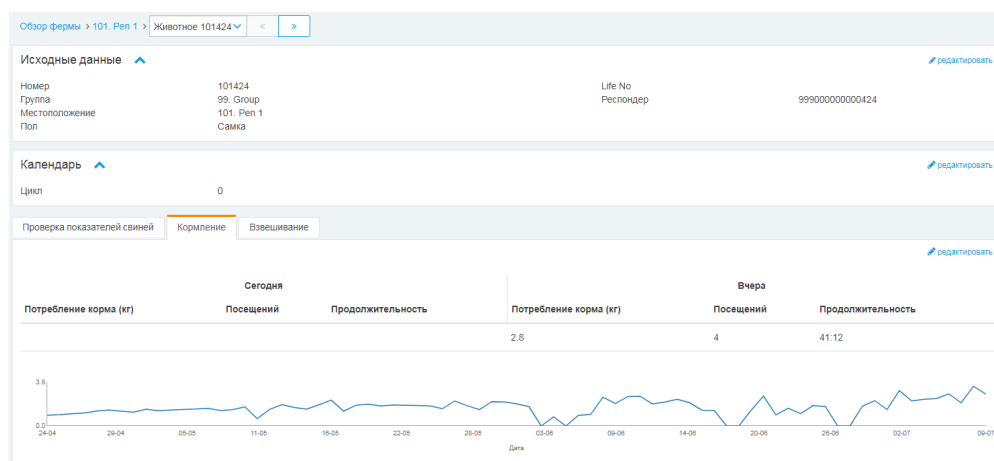 Обзор фермы > 101. Pen 1 > Животное 101424 « »
Исходные данные редактировать
Номер 101424 Life No
Группа 99. Group Респондер 999000000000424
Местоположение 101. Pen 1
Пол Самка
Календарь редактировать
Цикл 0
Проверка показателей свиней Кормление Взвешивание
редактировать
Сегодня Вчера
Потребление корма (кг) Посещений Продолжительность Потребление корма (кг) Посещений Продолжительность
2.8 4 41:12
3.8
0.0
24-04 29-04 05-05 11-05 16-05 22-05 28-05 03-06 09-06 14-06 20-06 26-06 02-07 09-07
Дата